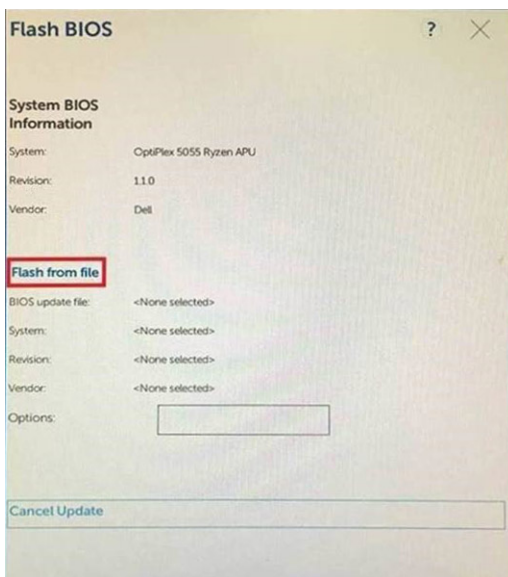 Flash BIOS ?
System BIOS
Information
System: OptiPlex 5055 Ryzen APU
Revision: 1.1.0
Vendor: Dell
Flash from file
BIOS update file: <None selected>
System: <None selected>
Revision: <None selected>
Vendor: <None selected>
Options:
Cancel Update